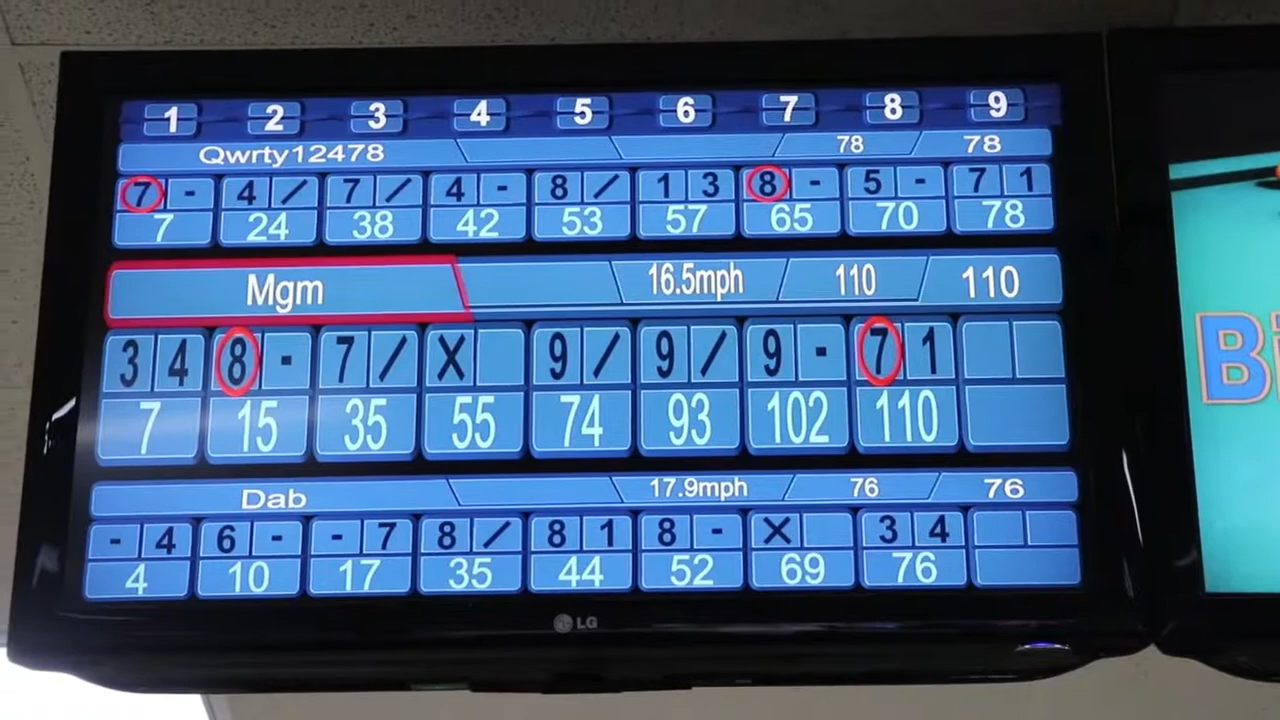 1 2 3 4 5 6 7 8 9
Qwrty12478 78 78
7 - 4 / 7 / 4 - 8 / 1 3 8 - 5 - 7 1
7 24 38 42 53 57 65 70 78
Mgm 16.5mph 110 110
3 4 8 - 7 / X 9 / 9 / 9 - 7 1
7 15 35 55 74 93 102 110
Dab 17.9mph 76 76
- 4 6 - - 7 8 / 8 1 8 - X 3 4
4 10 17 35 44 52 69 76
LG